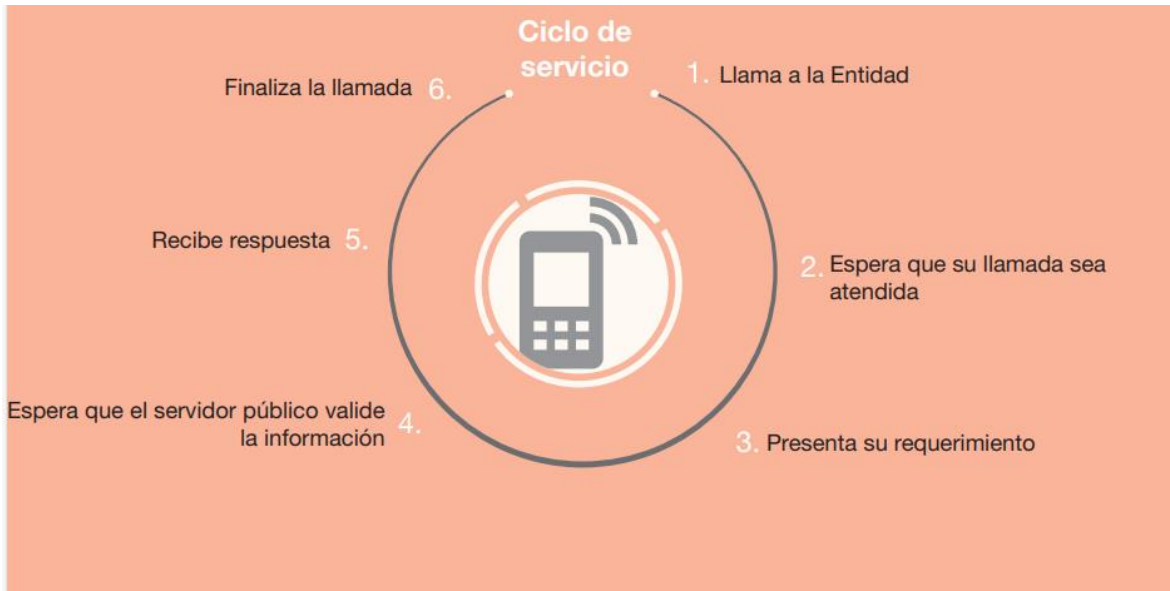 Ciclo de
servicio
1. Llama a la Entidad
2. Espera que su llamada sea
atendida
3. Presenta su requerimiento
4. Espera que el servidor público valide
la información
5. Recibe respuesta
6. Finaliza la llamada